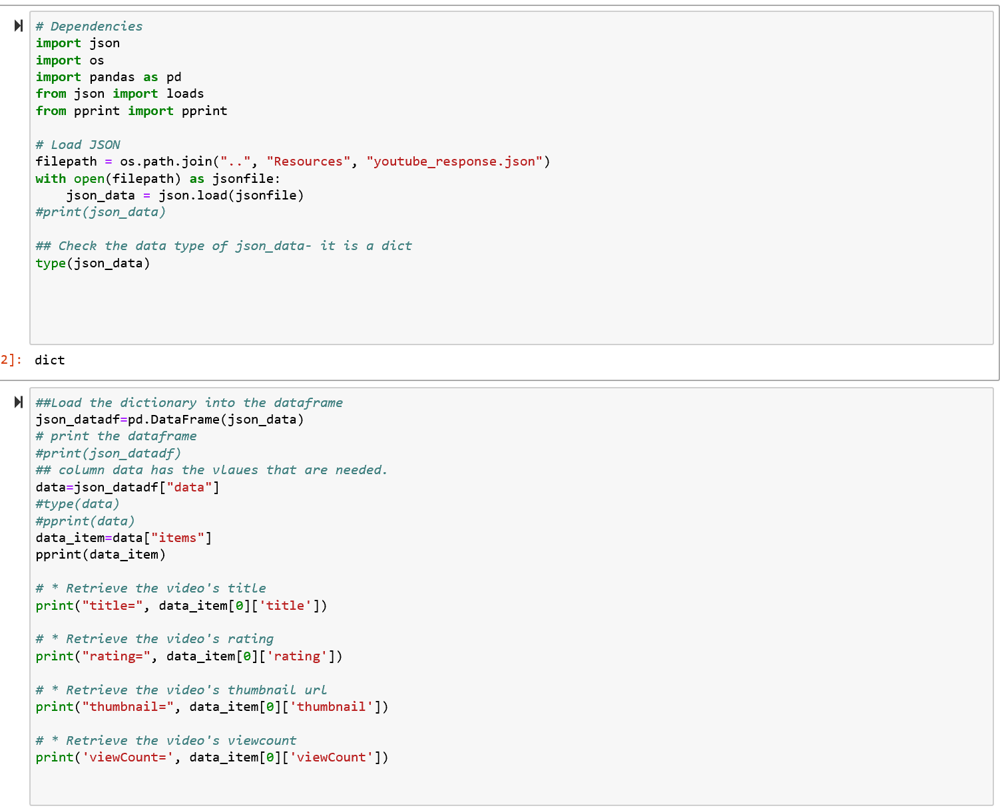 # Dependencies
import json
import os
import pandas as pd
from json import loads
from pprint import pprint
# Load JSON
filepath = os.path.join("..", "Resources", "youtube_response.json")
with open(filepath) as jsonfile:
    json_data = json.load(jsonfile)
#print(json_data)
## Check the data type of json_data- it is a dict
type(json_data)
2]: dict
##Load the dictionary into the dataframe
json_datadf=pd.DataFrame(json_data)
# print the dataframe
#print(json_datadf)
## column data has the vlaues that are needed.
data=json_datadf["data"]
#type(data)
#pprint(data)
data_item=data["items"]
pprint(data_item)
# * Retrieve the video's title
print("title=", data_item[0]['title'])
# * Retrieve the video's rating
print("rating=", data_item[0]['rating'])
# * Retrieve the video's thumbnail url
print("thumbnail=", data_item[0]['thumbnail'])
# * Retrieve the video's viewcount
print('viewCount=', data_item[0]['viewCount'])